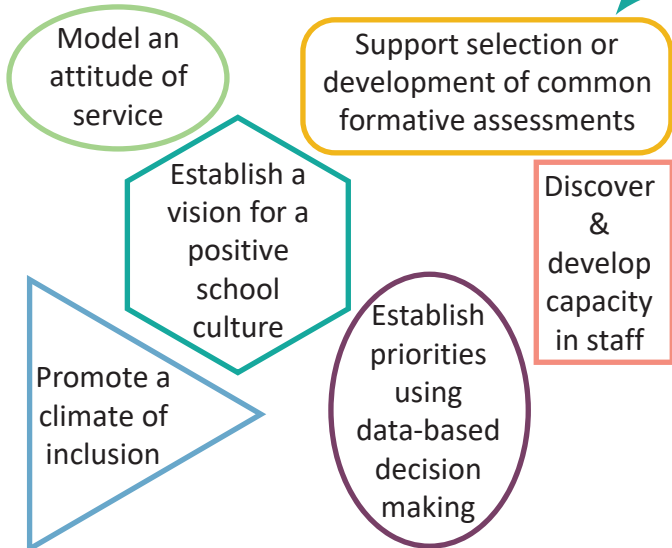 Model an
attitude of
service
Support selection or
development of common
formative assessments
Establish a
vision for a
positive
school
culture
Discover
&
develop
capacity
in staff
Promote a
climate of
inclusion
Establish
priorities
using
data-based
decision
making